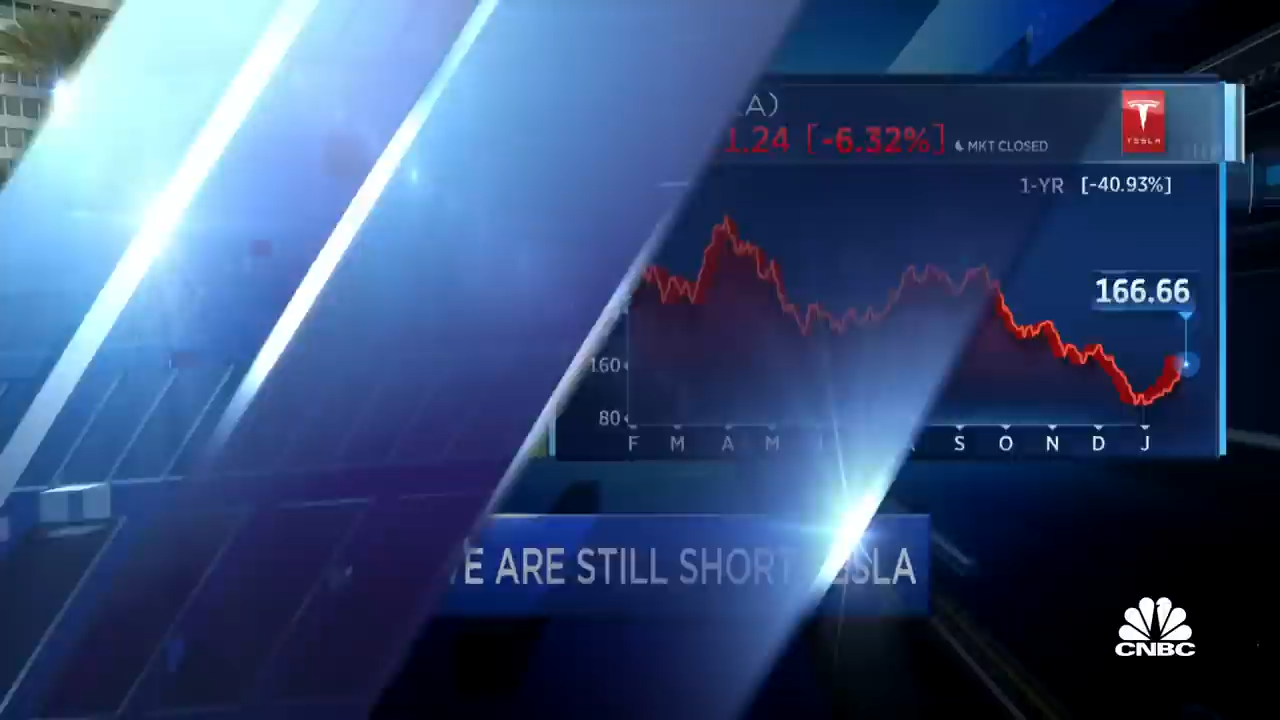 A)
1.24 [-6.32%] MKT CLOSED
TESLA
1-YR [-40.93%]
166.66
160
80
F M A M S O N D J
E ARE STILL SHORT SLA
CNBC